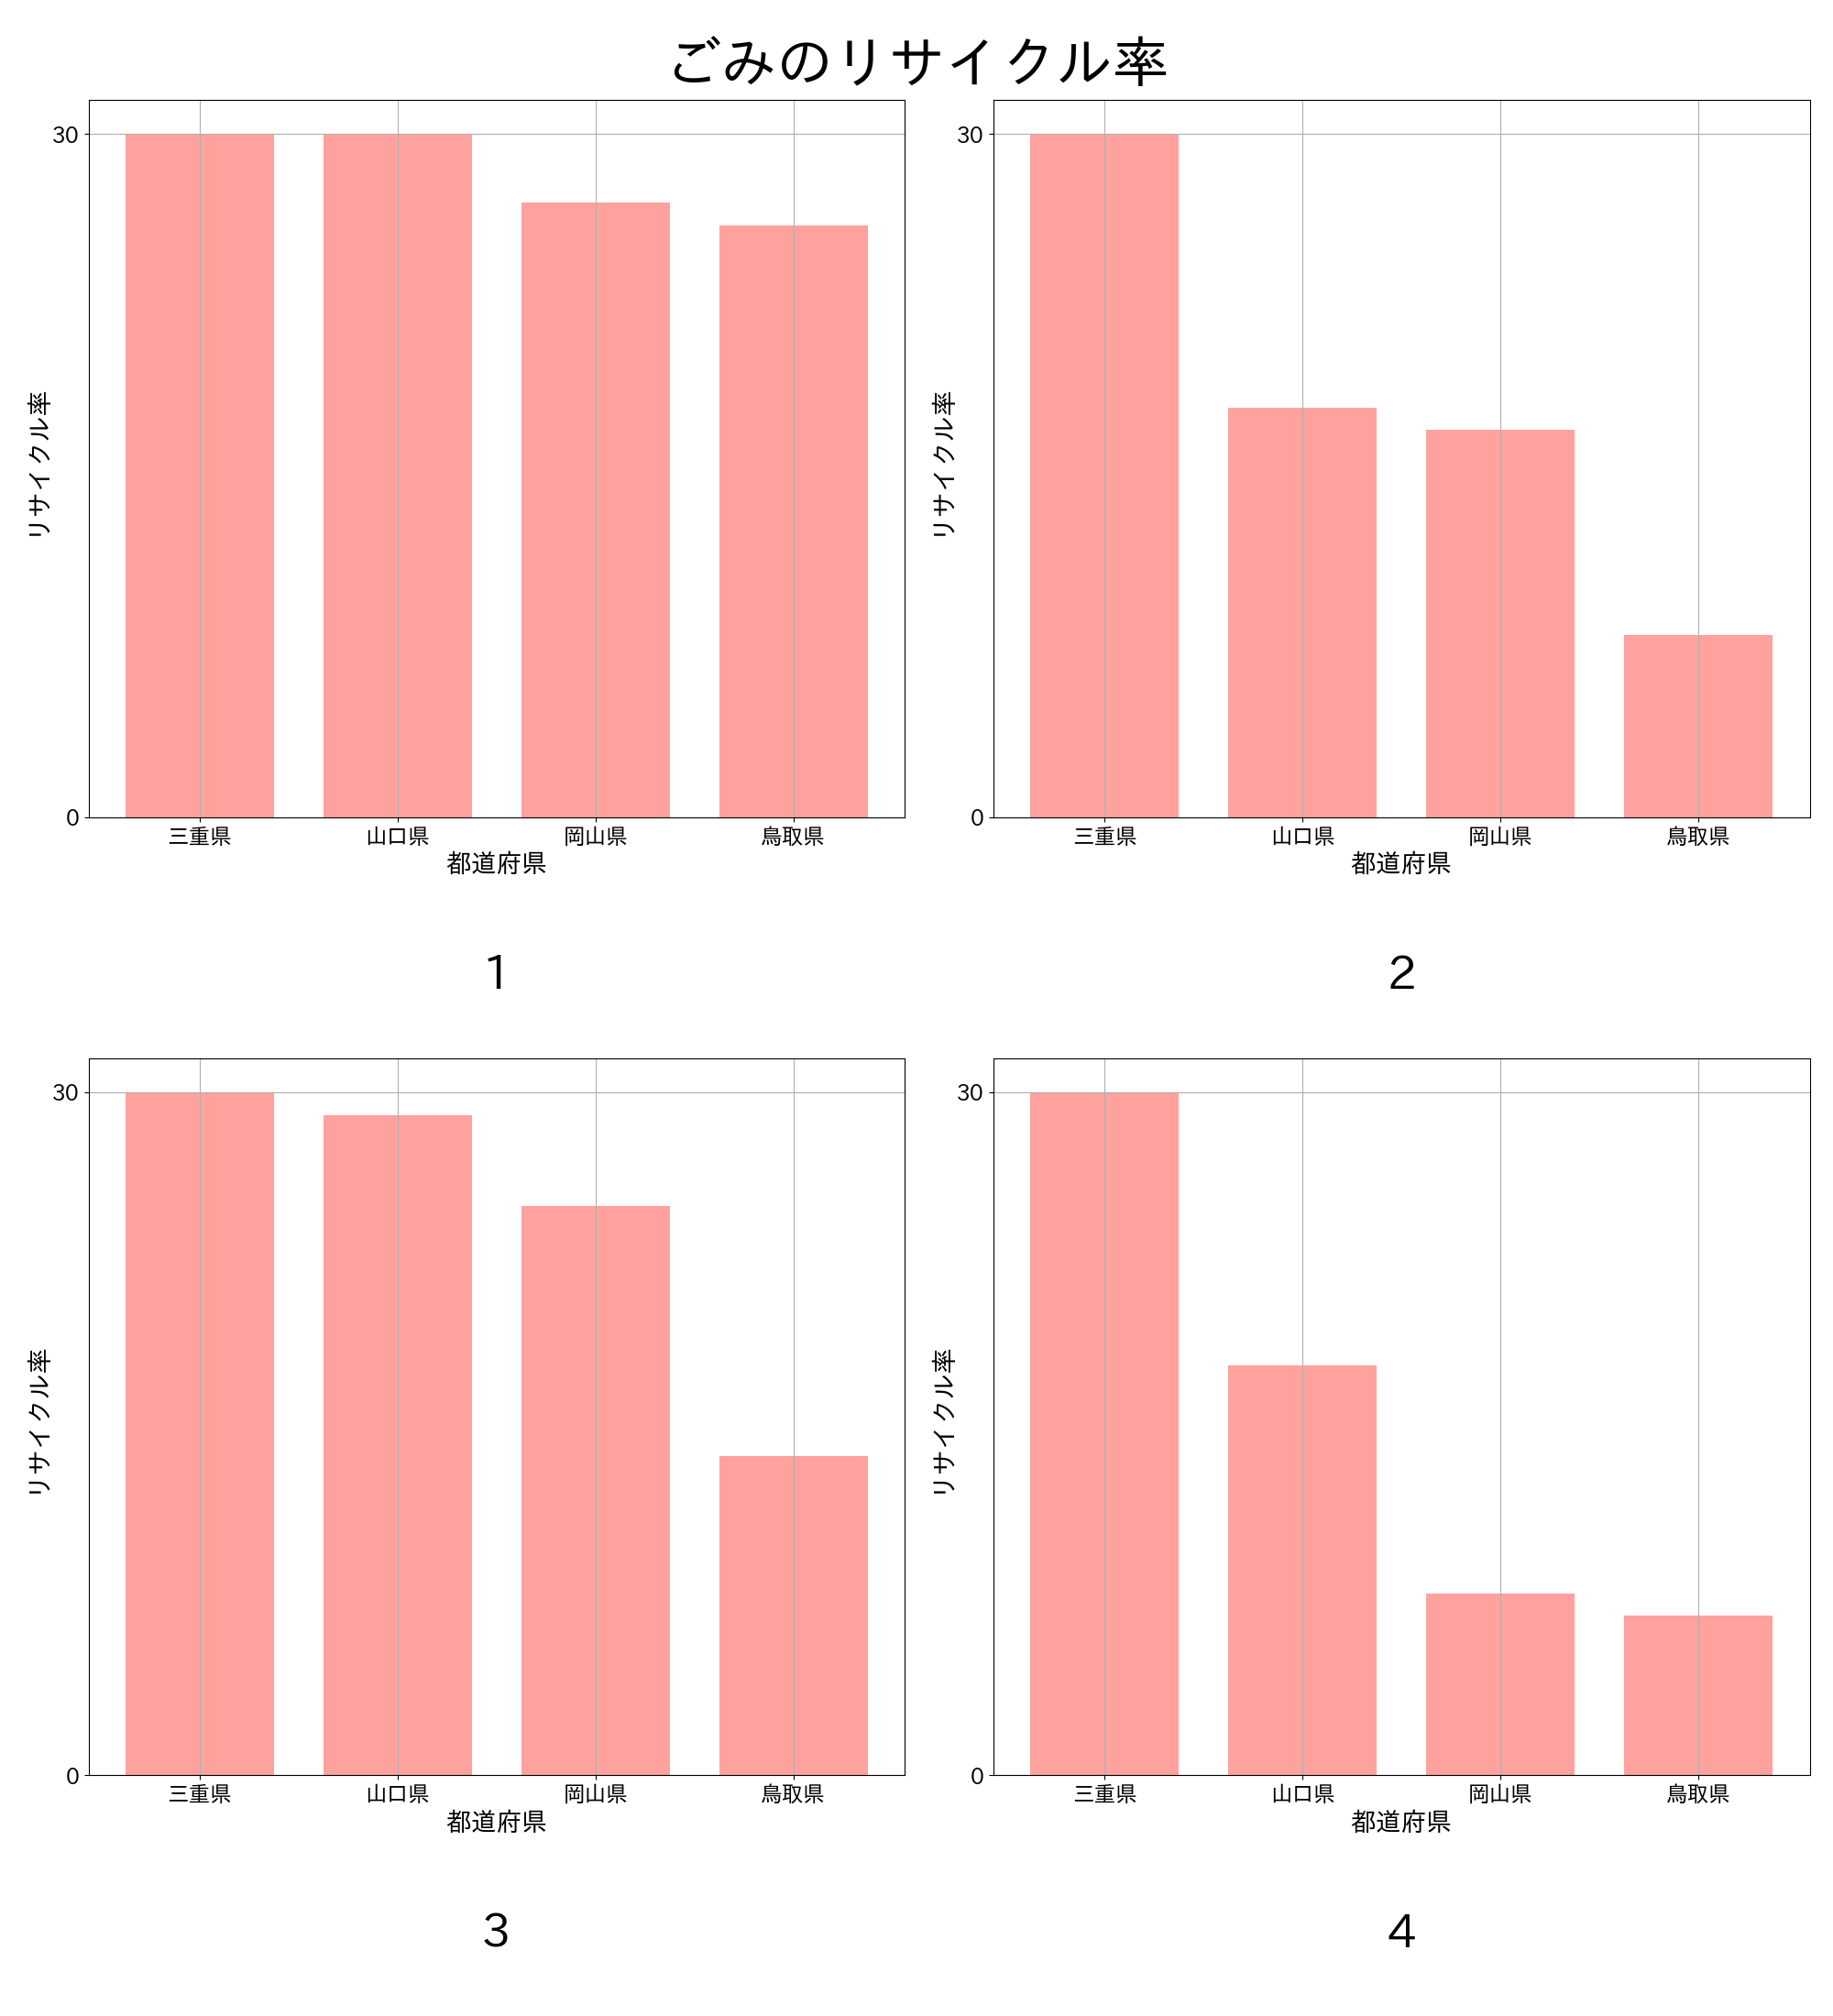 ごみのリサイクル率
30
0
リサイクル率
三重県 山口県 岡山県 鳥取県
都道府県
1
30
0
リサイクル率
三重県 山口県 岡山県 鳥取県
都道府県
2
30
0
リサイクル率
三重県 山口県 岡山県 鳥取県
都道府県
3
30
0
リサイクル率
三重県 山口県 岡山県 鳥取県
都道府県
4